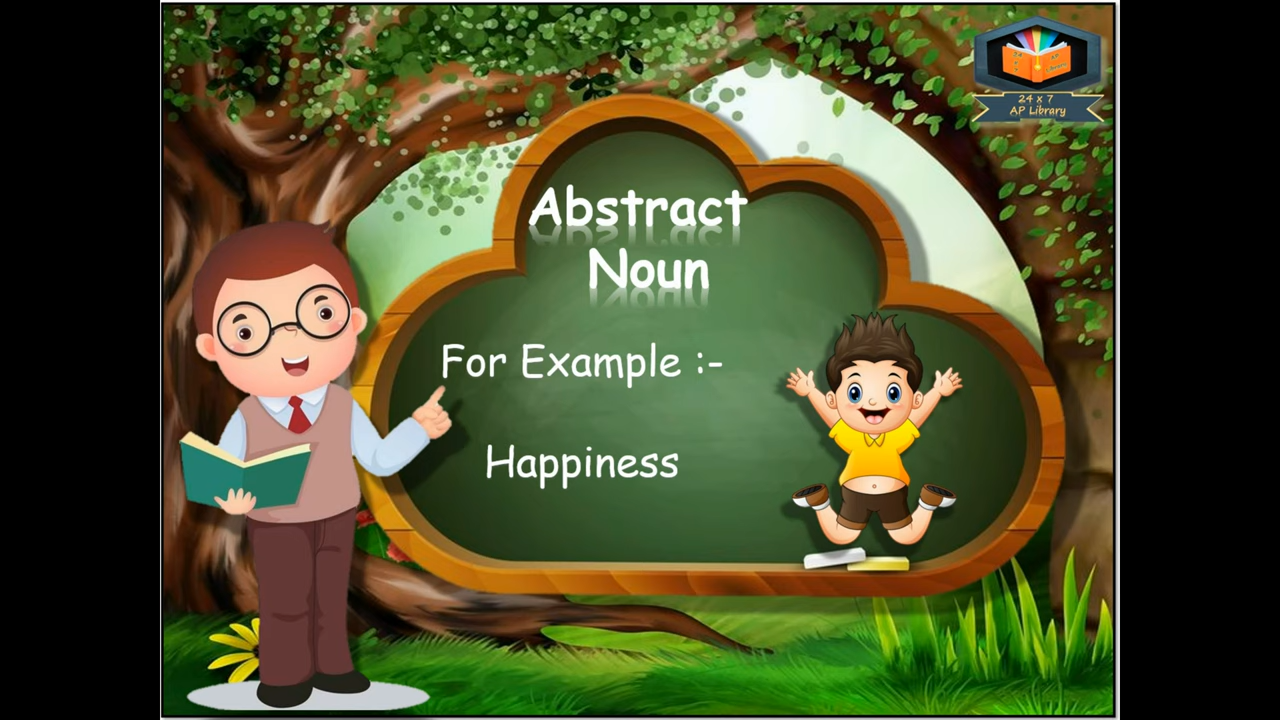 Abstract
Noun
For Example :-
Happiness
24 x 7
AP Library